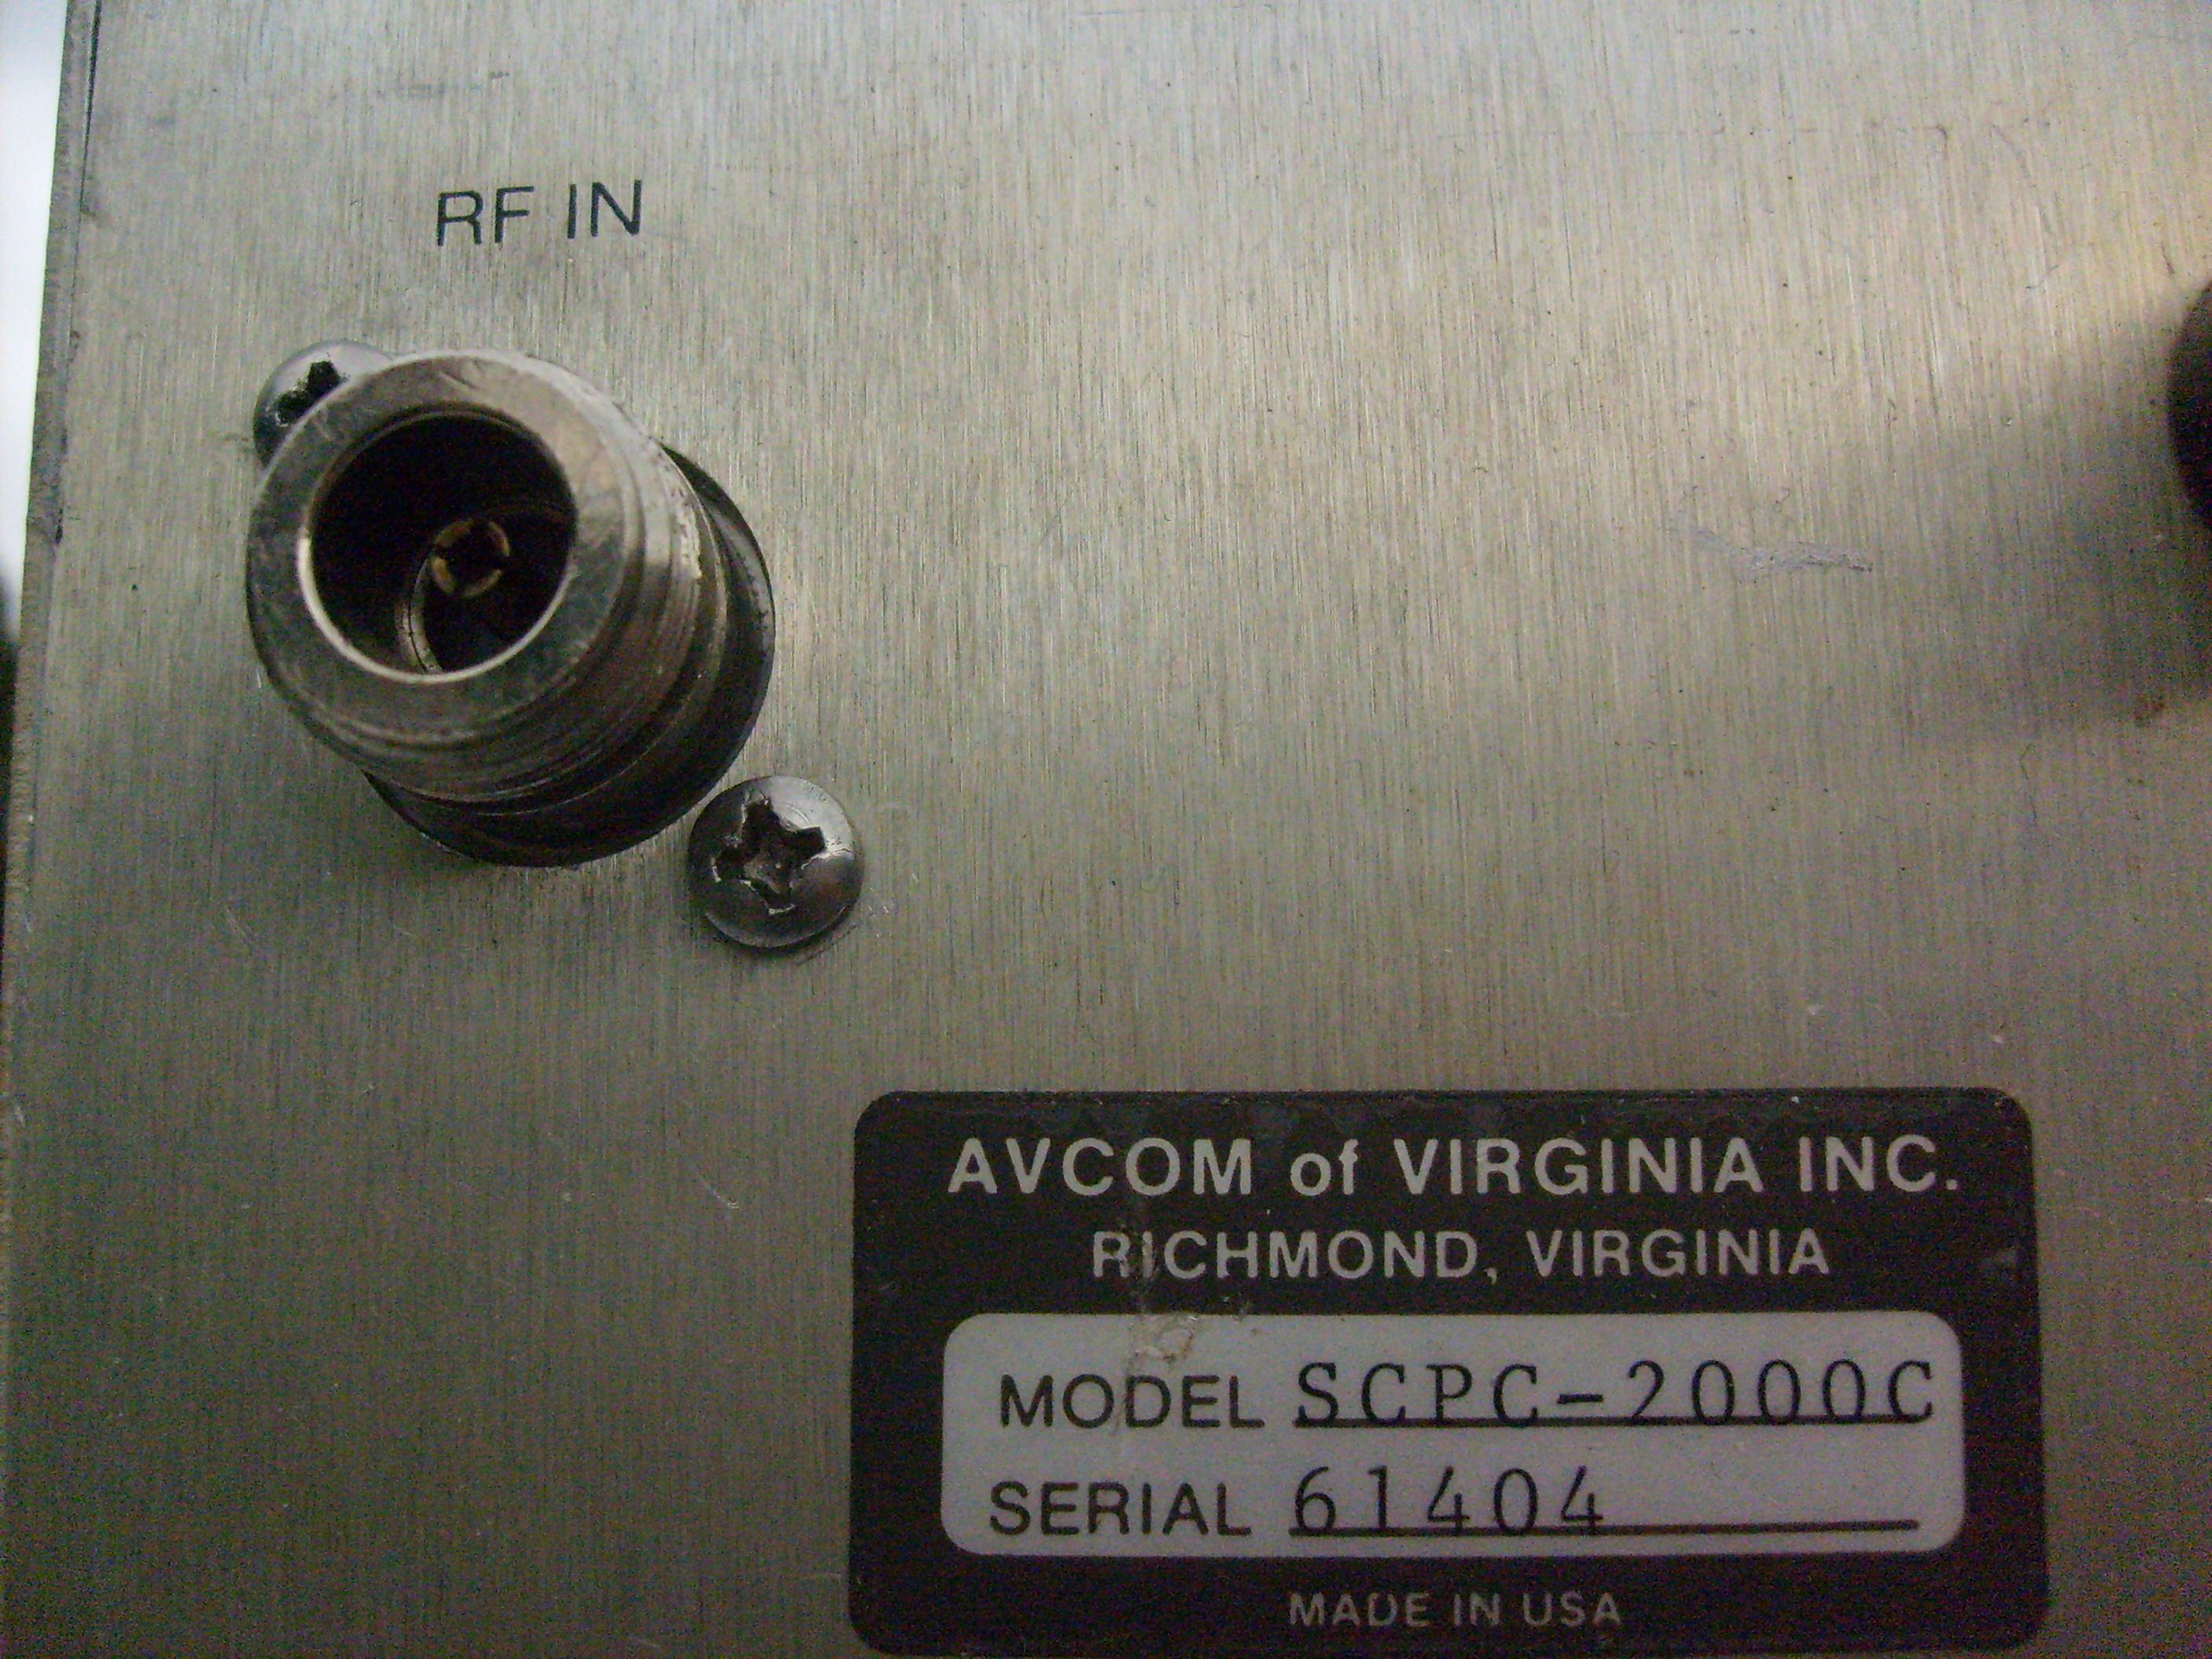 RF IN
AVCOM of VIRGINIA INC.
RICHMOND, VIRGINIA
MODEL SCPC-2000C
SERIAL 61404
MADE IN USA